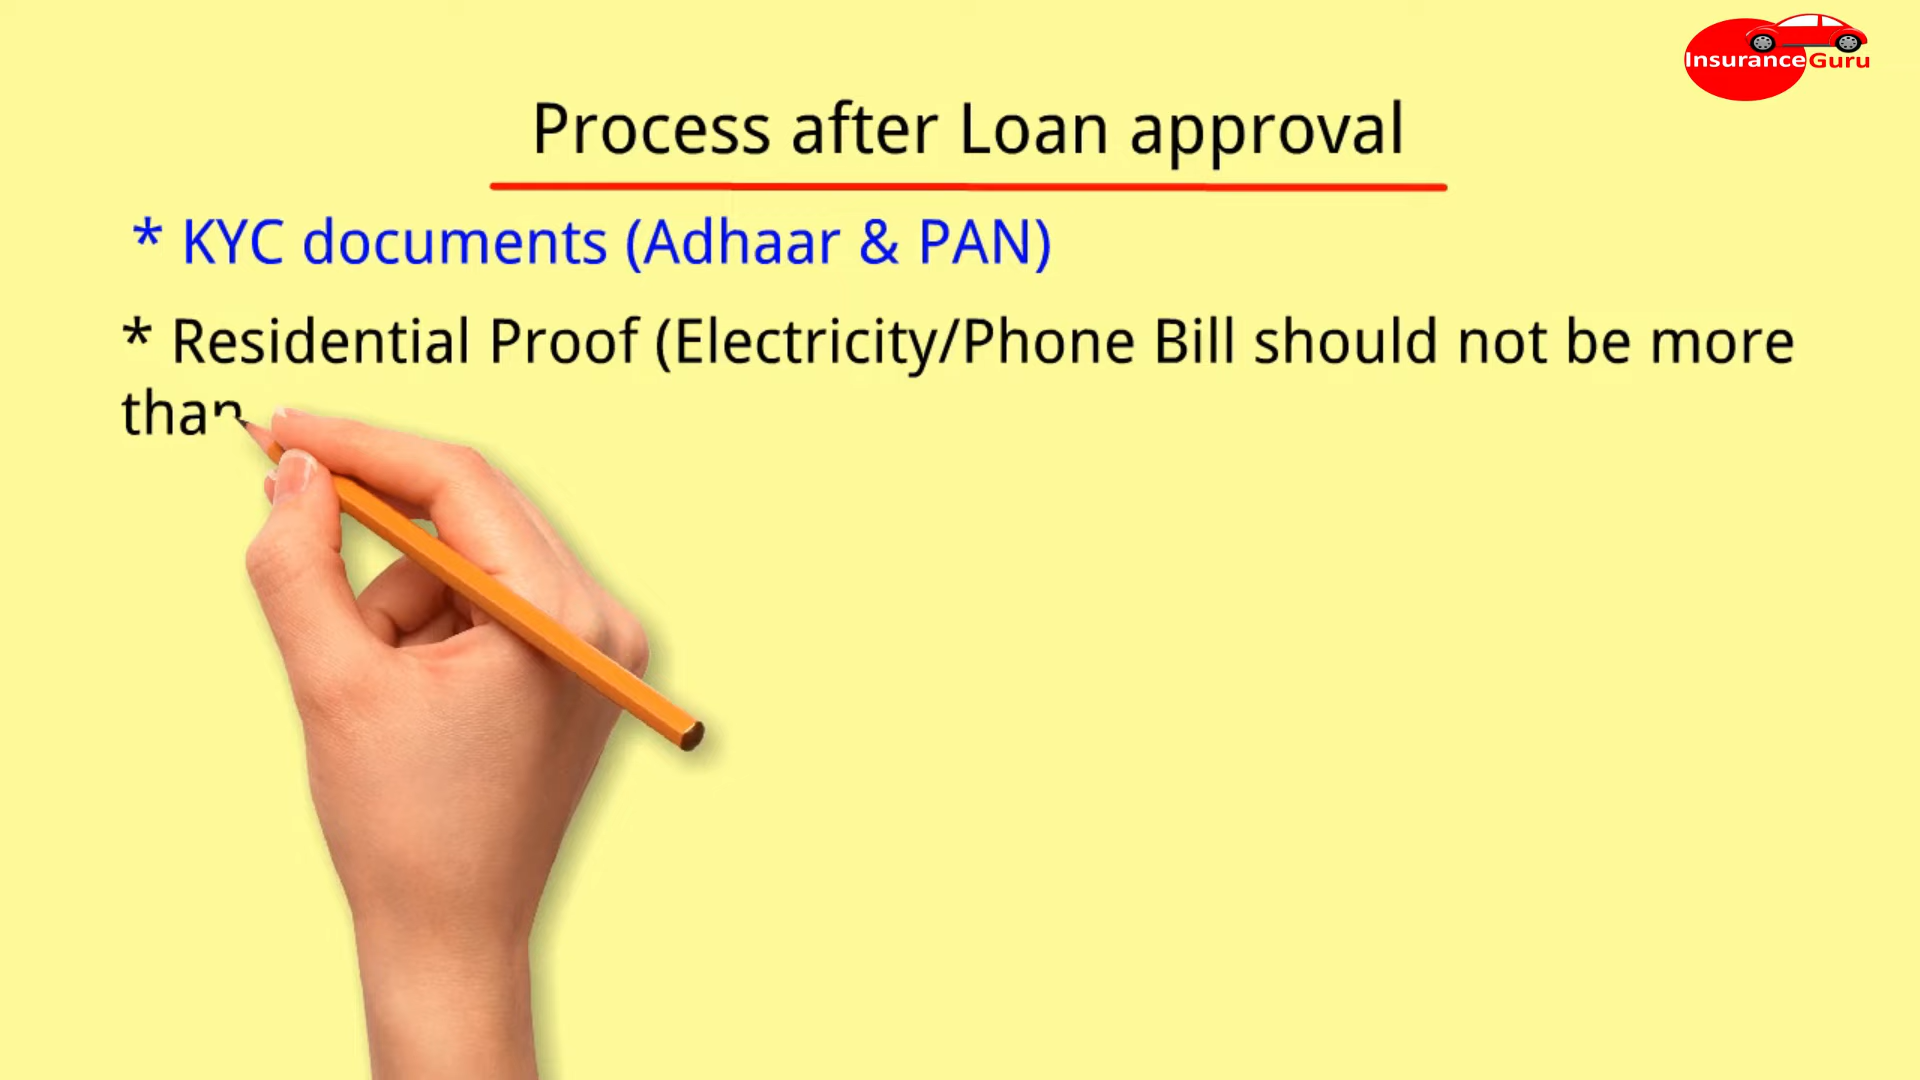 InsuranceGuru
Process after Loan approval
* KYC documents (Adhaar & PAN)
* Residential Proof (Electricity/Phone Bill should not be more
than